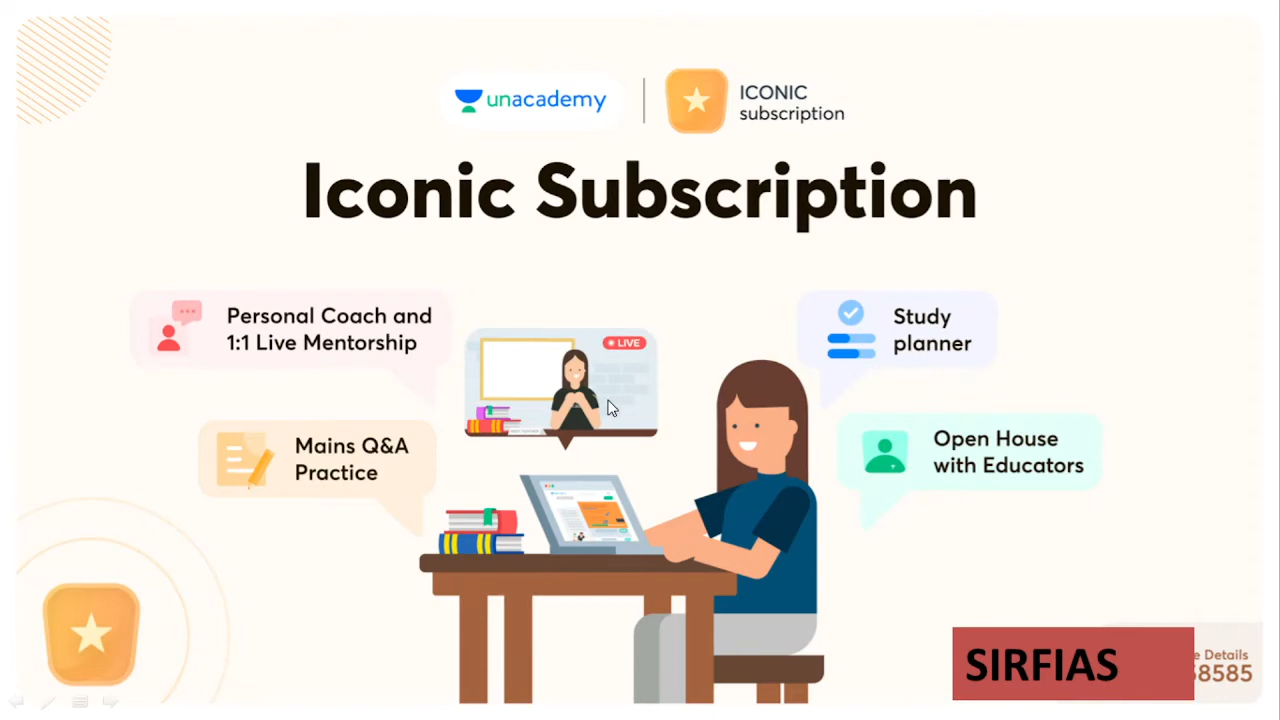 unacademy
ICONIC
subscription
Iconic Subscription
Personal Coach and
1:1 Live Mentorship
LIVE
Study
planner
Mains Q&A
Practice
Open House
with Educators
SIRFIAS
Details
8585